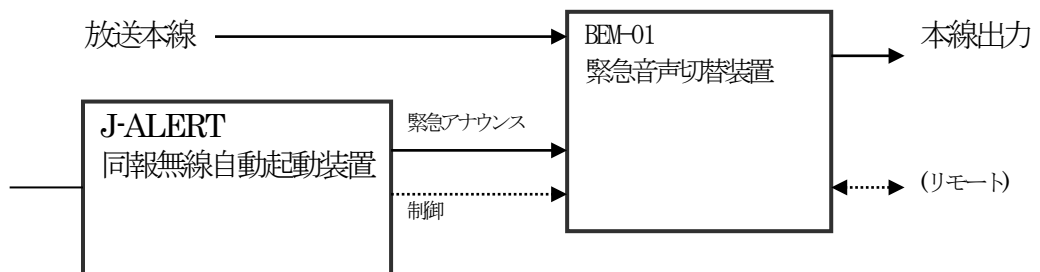 放送本線
BEM-01
緊急音声切替装置
本線出力
J-ALERT
同報無線自動起動装置
緊急アナウンス
制御
(リモート)